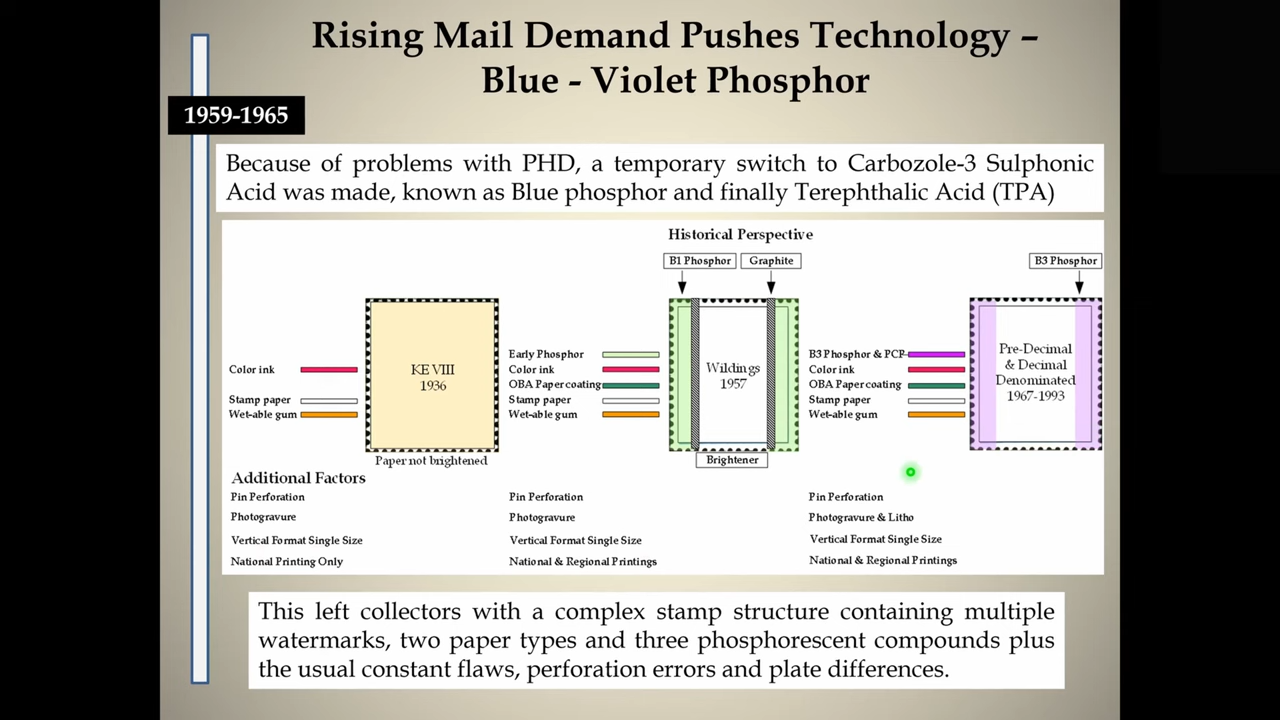 Rising Mail Demand Pushes Technology –
Blue - Violet Phosphor
1959-1965
Because of problems with PHD, a temporary switch to Carbozole-3 Sulphonic
Acid was made, known as Blue phosphor and finally Terephthalic Acid (TPA)
Historical Perspective
B1 Phosphor
Graphite
B3 Phosphor
Color ink
Stamp paper
Wet-able gum
KE VIII
1936
Paper not brightened
Early Phosphor
Color ink
OBA Paper coating
Stamp paper
Wet-able gum
Wildings
1957
Brightener
B3 Phosphor & PCP
Color ink
OBA Paper coating
Stamp paper
Wet-able gum
Pre-Decimal
& Decimal
Denominated
1967-1993
Additional Factors
Pin Perforation
Photogravure
Vertical Format Single Size
National Printing Only
Pin Perforation
Photogravure
Vertical Format Single Size
National & Regional Printings
Pin Perforation
Photogravure & Litho
Vertical Format Single Size
National & Regional Printings
This left collectors with a complex stamp structure containing multiple
watermarks, two paper types and three phosphorescent compounds plus
the usual constant flaws, perforation errors and plate differences.